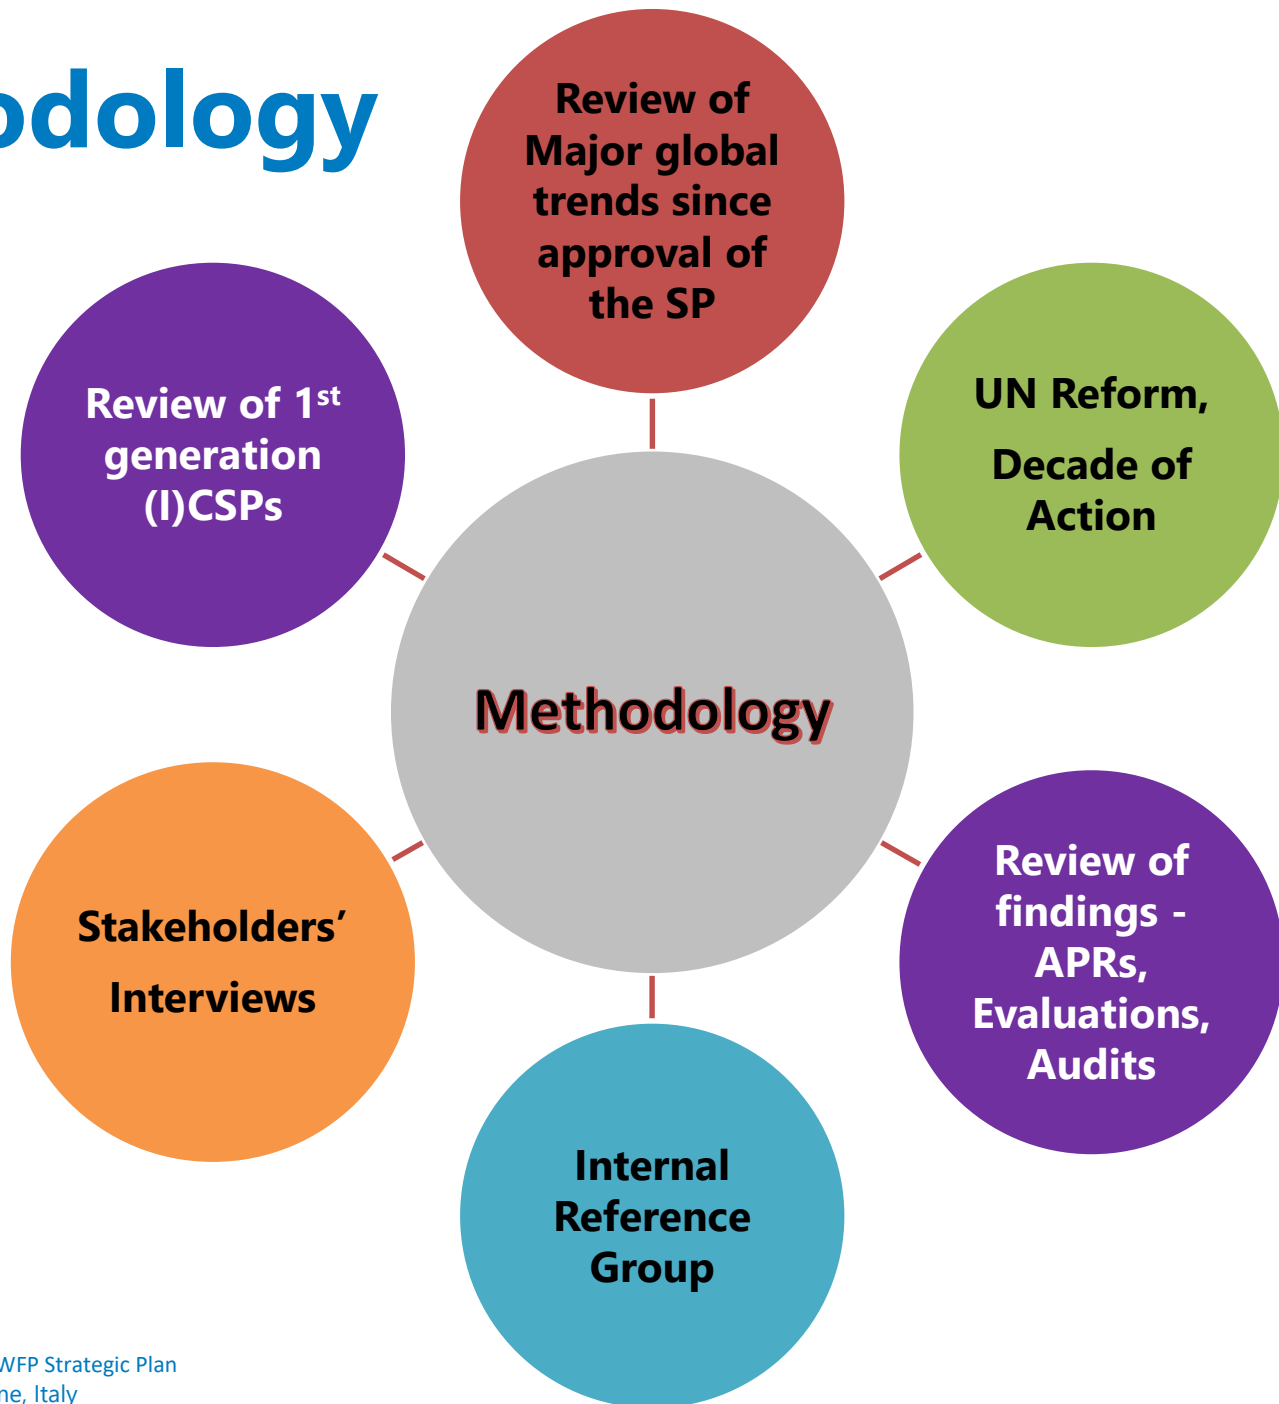 odology
Review of
Major global
trends since
approval of
the SP
UN Reform,
Decade of
Action
Review of 1st
generation
(I)CSPs
Methodology
Review of
findings -
APRs,
Evaluations,
Audits
Stakeholders’
Interviews
Internal
Reference
Group
WFP Strategic Plan
ne, Italy